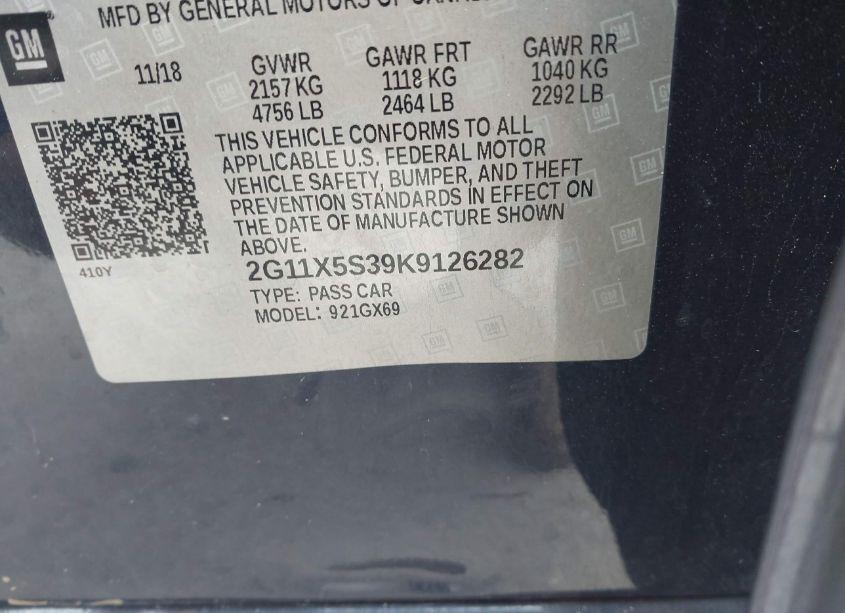 MFD BY GENERAL MOTORS OF
GM
11/18
GVWR
2157 KG
4756 LB
GAWR FRT
1118 KG
2464 LB
GAWR RR
1040 KG
2292 LB
THIS VEHICLE CONFORMS TO ALL
APPLICABLE U.S. FEDERAL MOTOR
VEHICLE SAFETY, BUMPER, AND THEFT
PREVENTION STANDARDS IN EFFECT ON
THE DATE OF MANUFACTURE SHOWN
ABOVE.
410Y
2G11X5S39K9126282
TYPE: PASS CAR
MODEL: 921GX69